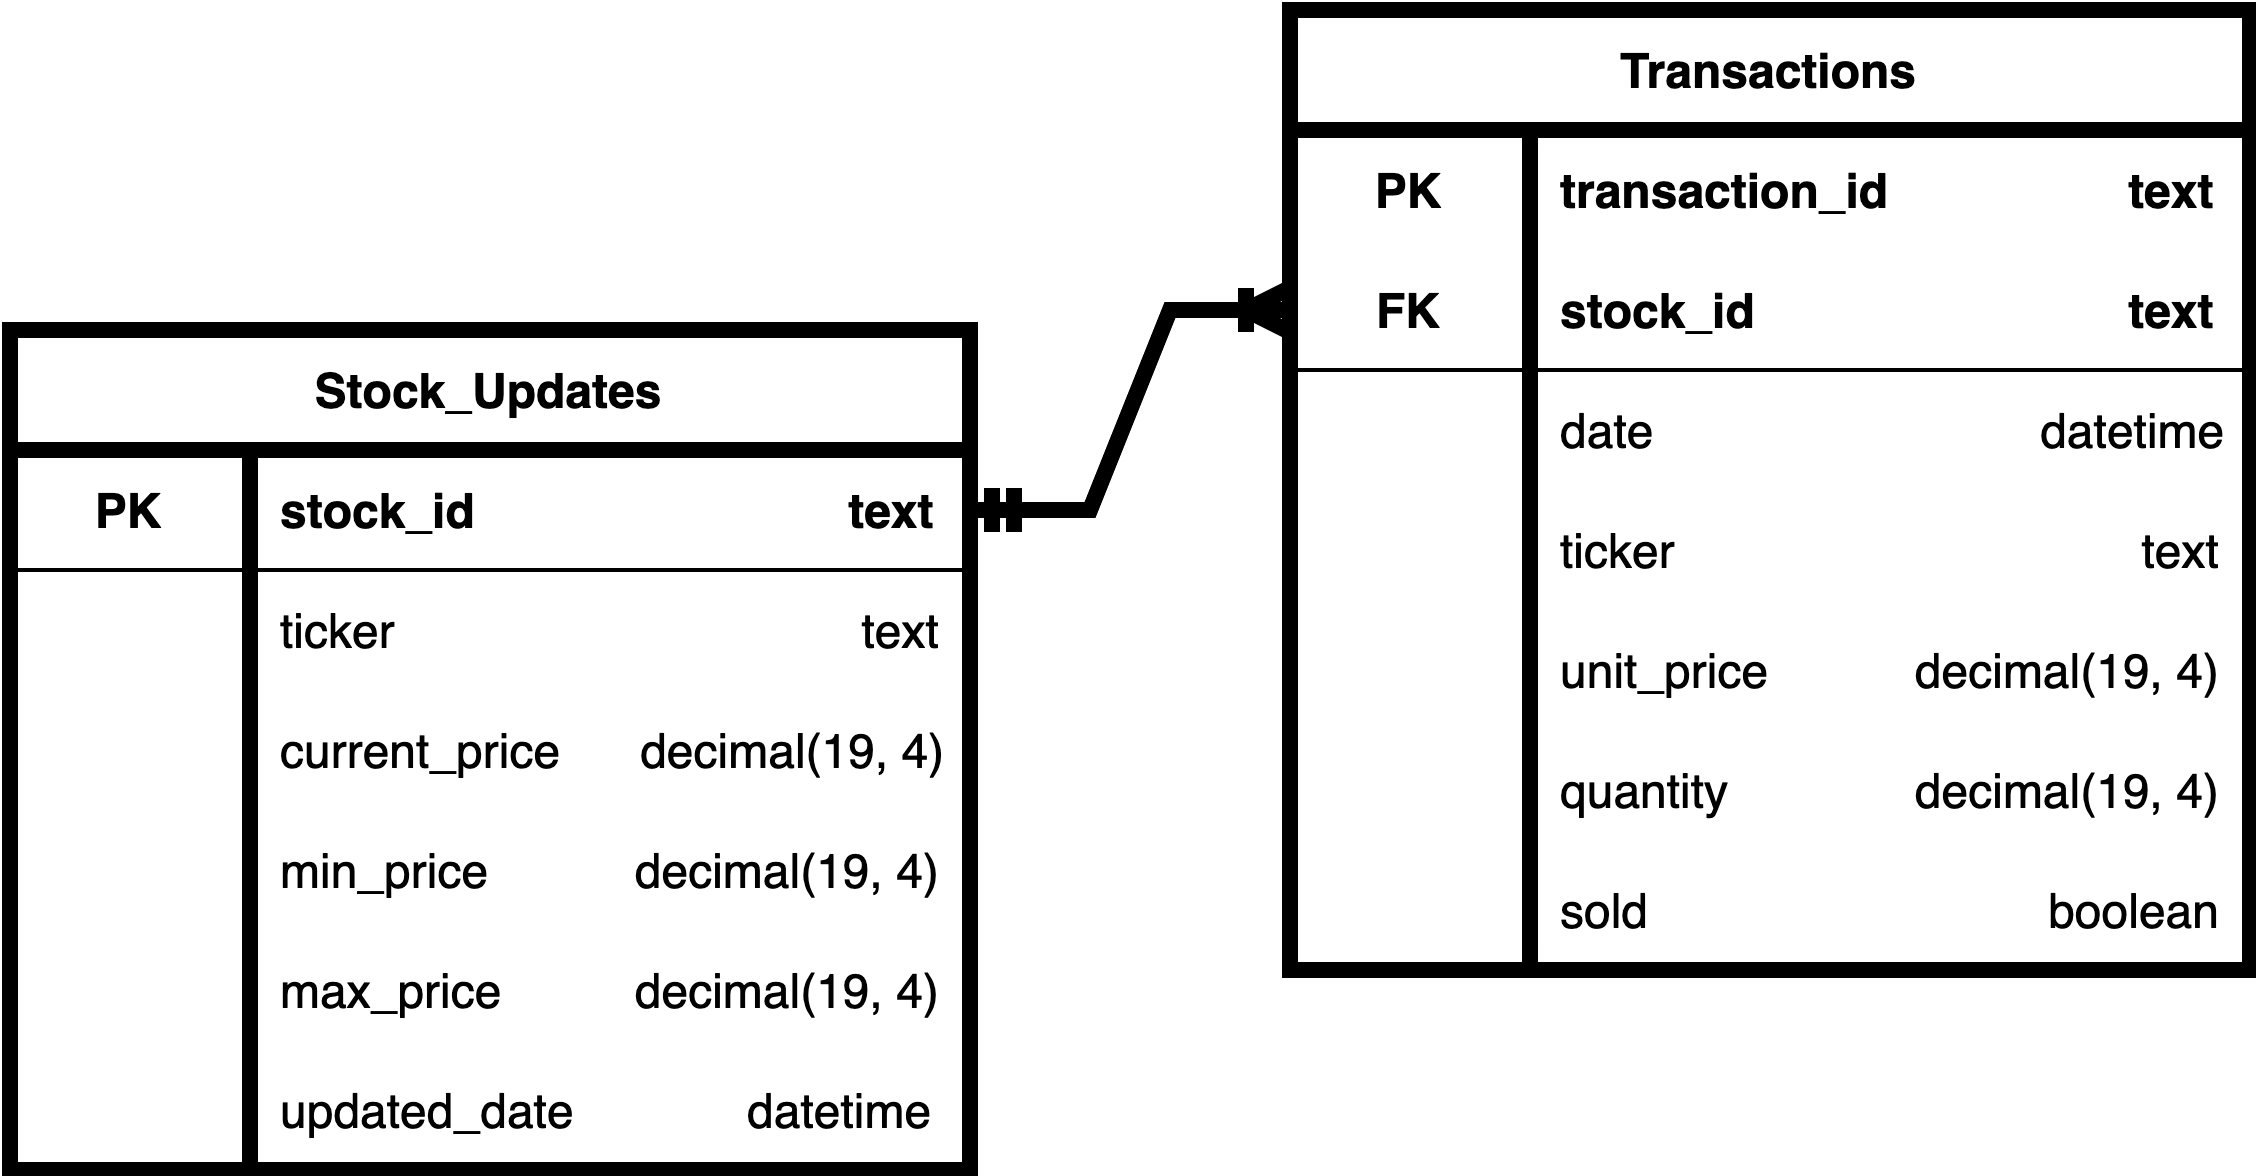 Transactions
PK transaction_id text
FK stock_id text
date datetime
ticker text
unit_price decimal(19, 4)
quantity decimal(19, 4)
sold boolean
Stock_Updates
PK stock_id text
ticker text
current_price decimal(19, 4)
min_price decimal(19, 4)
max_price decimal(19, 4)
updated_date datetime